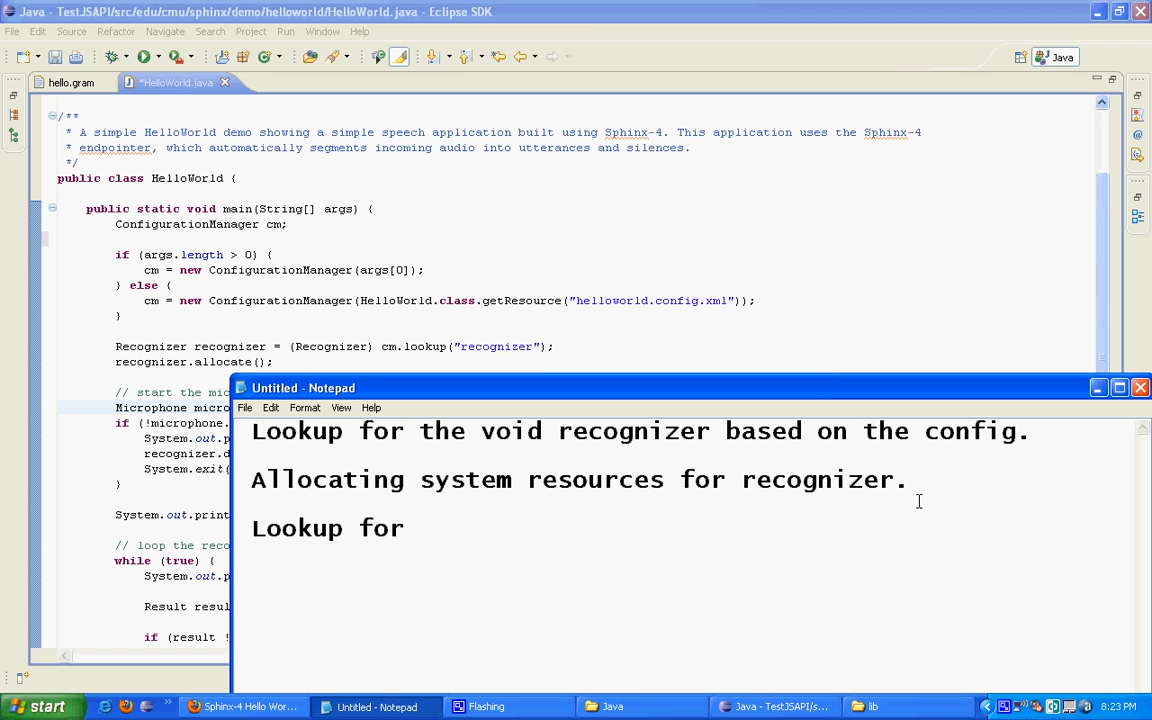 Java - TestJSAPI/src/edu/cmu/sphinx/demo/helloworld/HelloWorld.java - Eclipse SDK
File Edit Source Refactor Navigate Search Project Run Window Help
Java
hello.gram *HelloWorld.java
/**
* A simple HelloWorld demo showing a simple speech application built using Sphinx-4. This application uses the Sphinx-4
* endpointer, which automatically segments incoming audio into utterances and silences.
*/
public class HelloWorld {
public static void main(String[] args) {
ConfigurationManager cm;
if (args.length > 0) {
cm = new ConfigurationManager(args[0]);
} else {
cm = new ConfigurationManager(HelloWorld.class.getResource("helloworld.config.xml"));
}
Recognizer recognizer = (Recognizer) cm.lookup("recognizer");
recognizer.allocate();
// start the mic
Microphone micro
if (!microphone.
System.out.p
recognizer.d
System.exit(
}
System.out.print
// loop the reco
while (true) {
System.out.p
Result resul
if (result !
Untitled - Notepad
File Edit Format View Help
Lookup for the void recognizer based on the config.
Allocating system resources for recognizer.
Lookup for
start Sphinx-4 Hello Wor... Untitled - Notepad Flashing Java Java - TestJSAPI/s... lib 8:23 PM